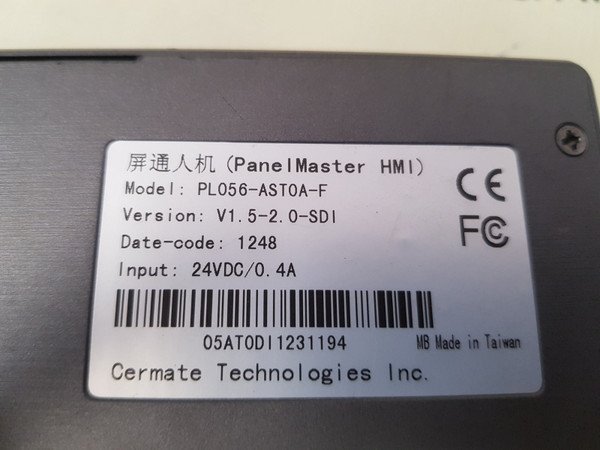 屏通人机 (PanelMaster HMI)
Model: PL056-AST0A-F
Version: V1.5-2.0-SDI
Date-code: 1248
Input: 24VDC/0.4A
CE
FC
05AT0DI1231194
MB Made in Taiwan
Cermate Technologies Inc.